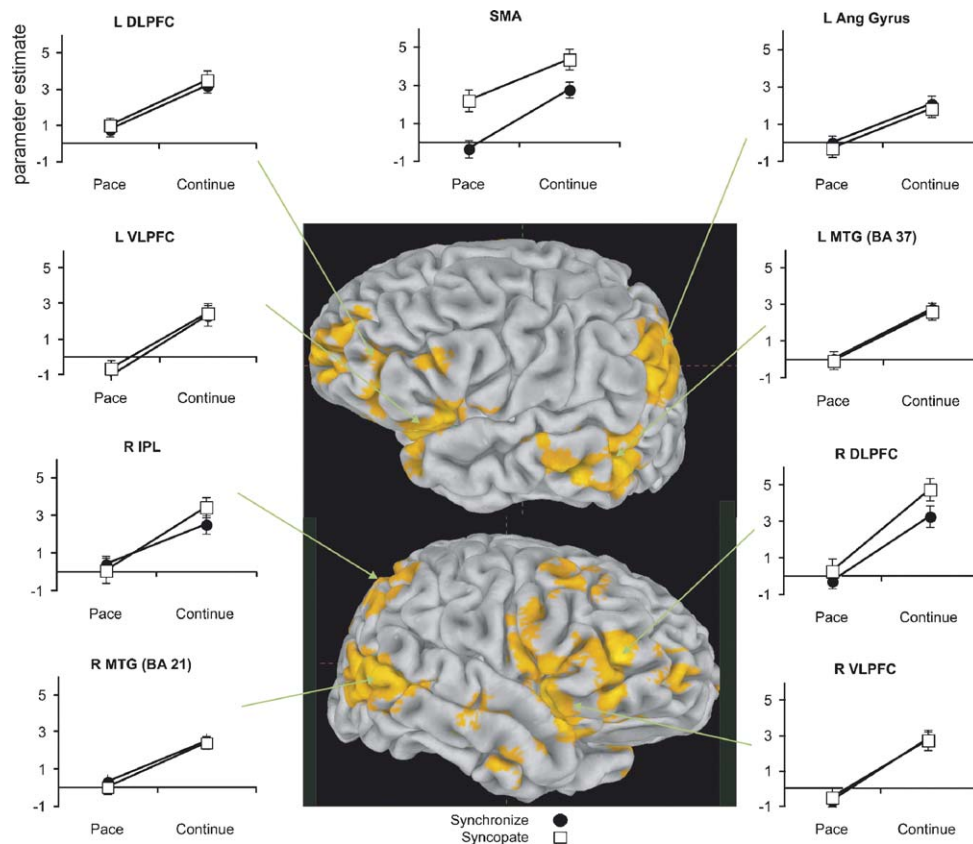 L DLPFC
parameter estimate
5
3
1
-1
Pace Continue
SMA
5
3
1
-1
Pace Continue
L Ang Gyrus
5
3
1
-1
Pace Continue
L VLPFC
5
3
1
-1
Pace Continue
L MTG (BA 37)
5
3
1
-1
Pace Continue
R IPL
5
3
1
-1
Pace Continue
R DLPFC
5
3
1
-1
Pace Continue
R MTG (BA 21)
5
3
1
-1
Pace Continue
R VLPFC
5
3
1
-1
Pace Continue
Synchronize
Syncopate